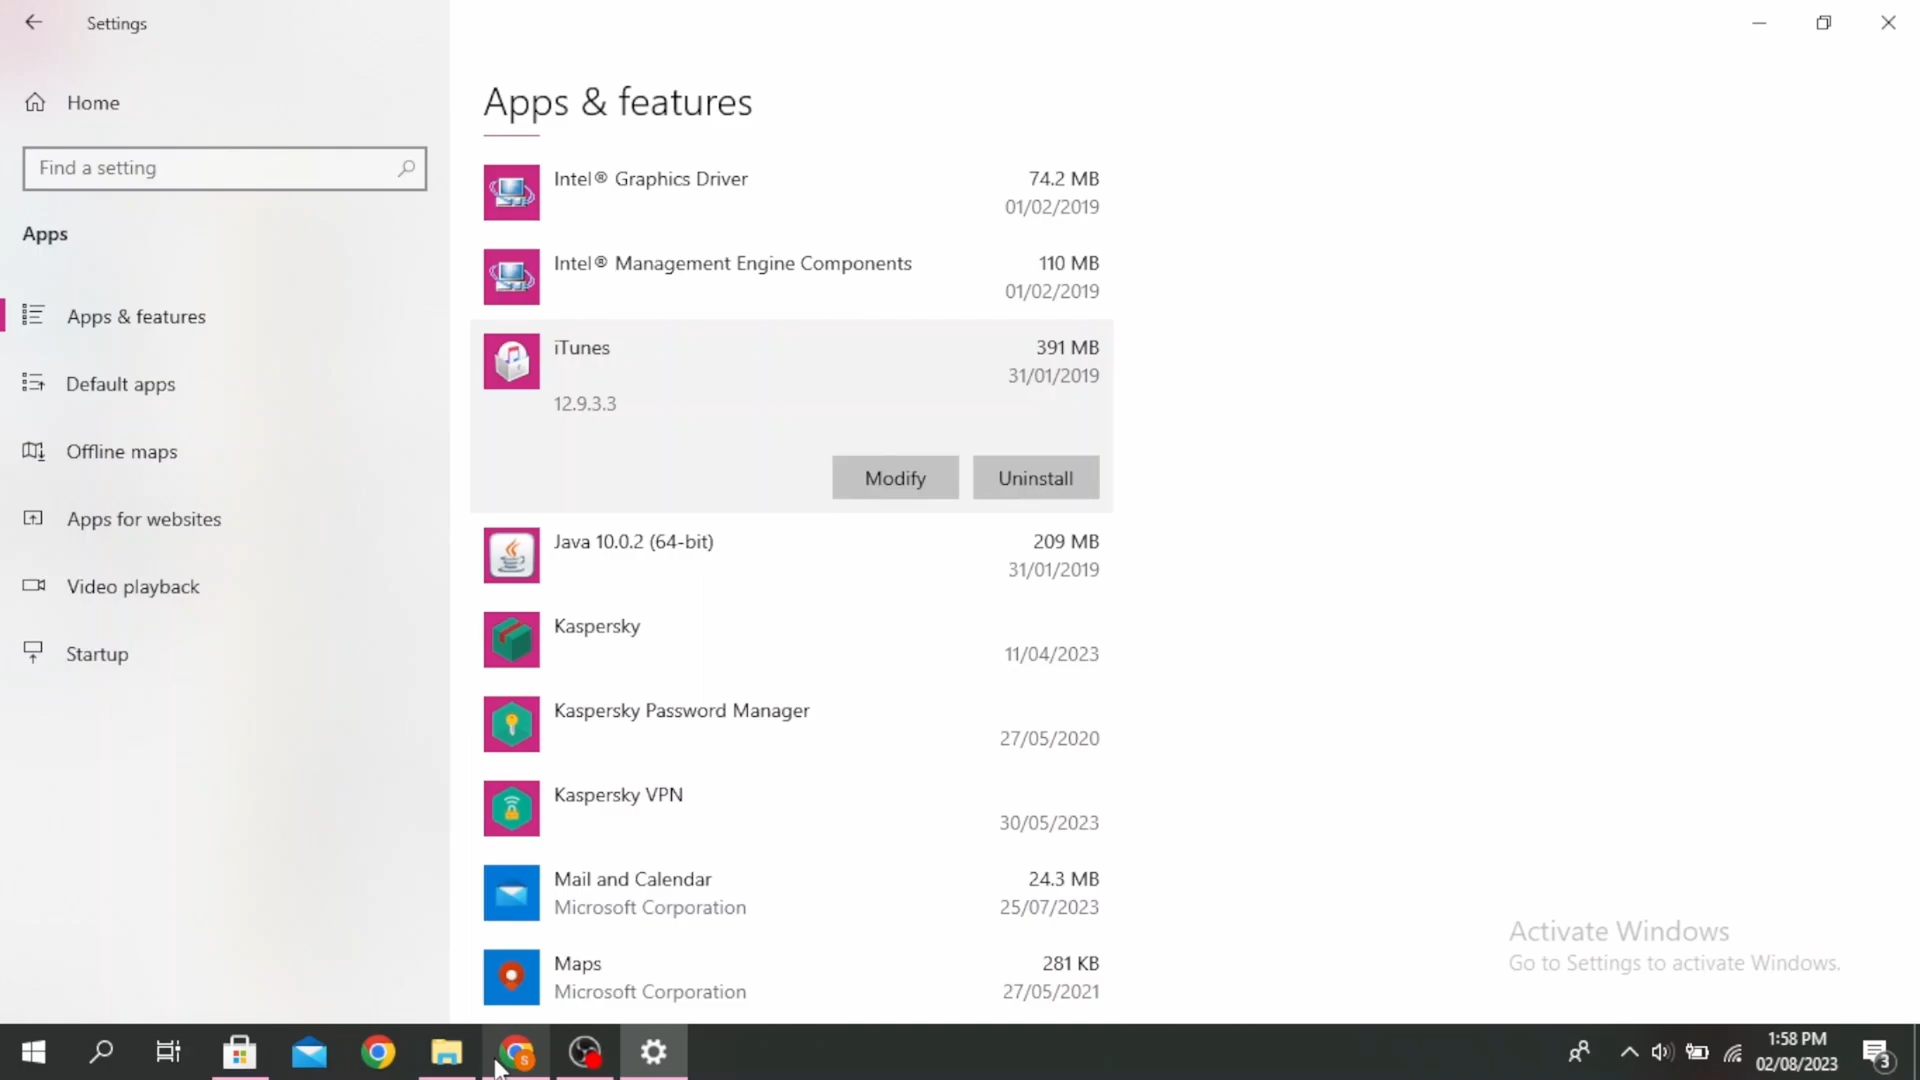 Settings
Home
Find a setting
Apps
Apps & features
Default apps
Offline maps
Apps for websites
Video playback
Startup
Apps & features
Intel® Graphics Driver 74.2 MB
01/02/2019
Intel® Management Engine Components 110 MB
01/02/2019
iTunes 391 MB
31/01/2019
12.9.3.3
Modify Uninstall
Java 10.0.2 (64-bit) 209 MB
31/01/2019
Kaspersky
11/04/2023
Kaspersky Password Manager
27/05/2020
Kaspersky VPN
30/05/2023
Mail and Calendar 24.3 MB
Microsoft Corporation 25/07/2023
Maps 281 KB
Microsoft Corporation 27/05/2021
Activate Windows
Go to Settings to activate Windows.
S
1:58 PM
02/08/2023
3